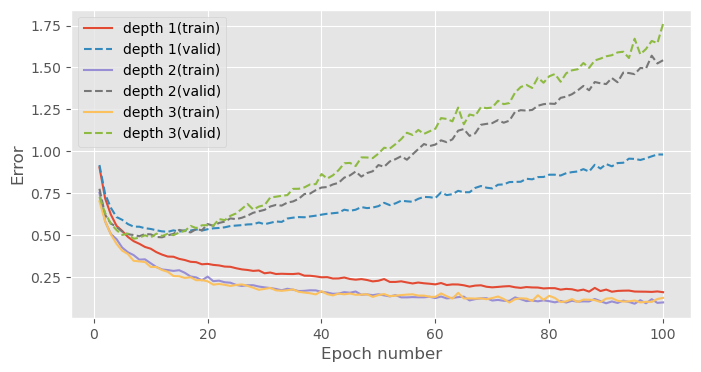 1.75
1.50
1.25
1.00
0.75
0.50
0.25
Error
depth 1(train)
depth 1(valid)
depth 2(train)
depth 2(valid)
depth 3(train)
depth 3(valid)
0 20 40 60 80 100
Epoch number